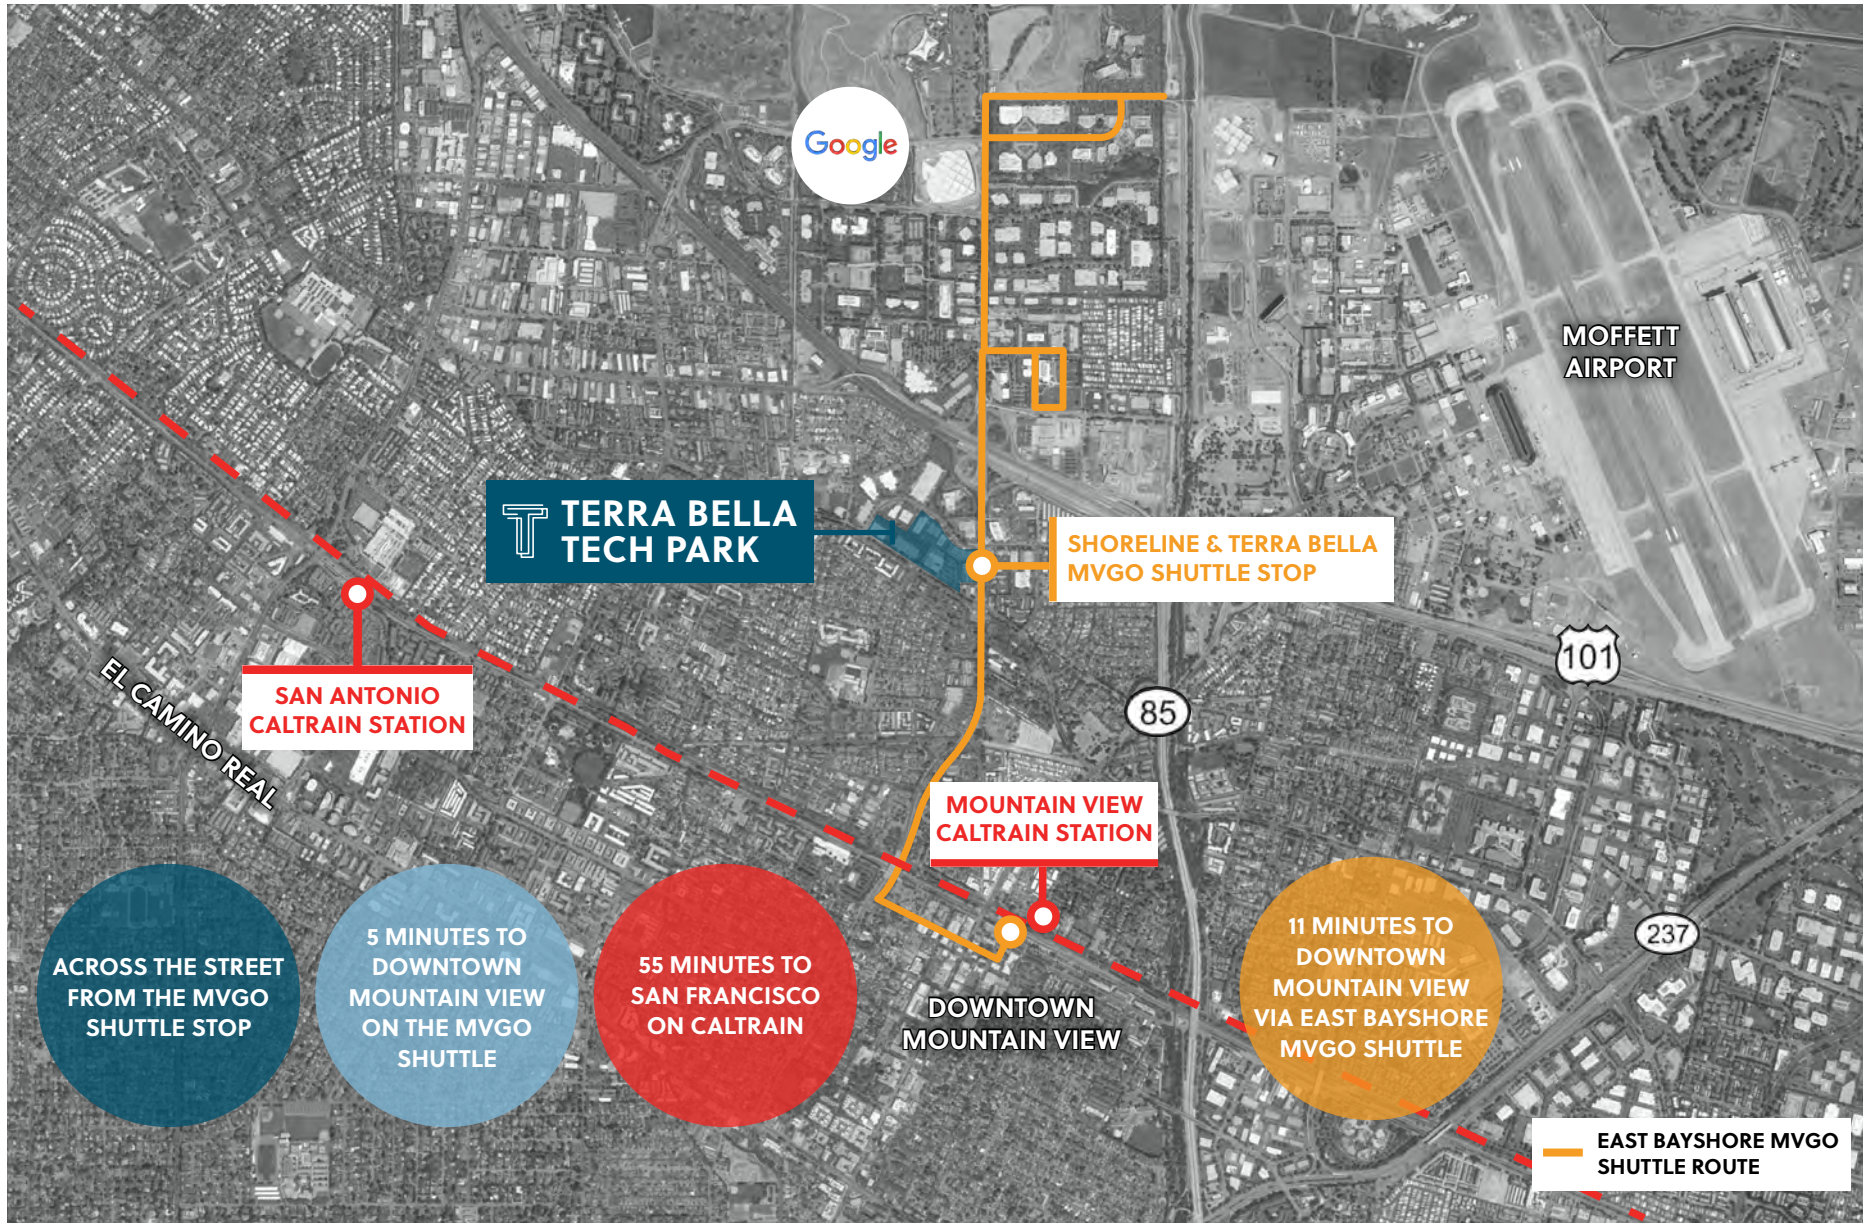 Google
MOFFETT
AIRPORT
TERRA BELLA
TECH PARK
SHORELINE & TERRA BELLA
MVGO SHUTTLE STOP
101
SAN ANTONIO
CALTRAIN STATION
EL CAMINO REAL
85
MOUNTAIN VIEW
CALTRAIN STATION
237
DOWNTOWN
MOUNTAIN VIEW
ACROSS THE STREET
FROM THE MVGO
SHUTTLE STOP
5 MINUTES TO
DOWNTOWN
MOUNTAIN VIEW
ON THE MVGO
SHUTTLE
55 MINUTES TO
SAN FRANCISCO
ON CALTRAIN
11 MINUTES TO
DOWNTOWN
MOUNTAIN VIEW
VIA EAST BAYSHORE
MVGO SHUTTLE
EAST BAYSHORE MVGO
SHUTTLE ROUTE